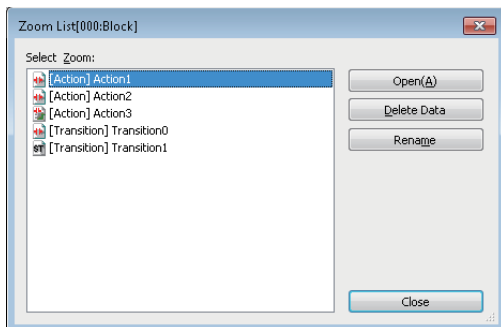 Zoom List[000:Block]
Select Zoom:
[Action] Action1
[Action] Action2
[Action] Action3
[Transition] Transition0
ST [Transition] Transition1
Open(A)
Delete Data
Rename
Close